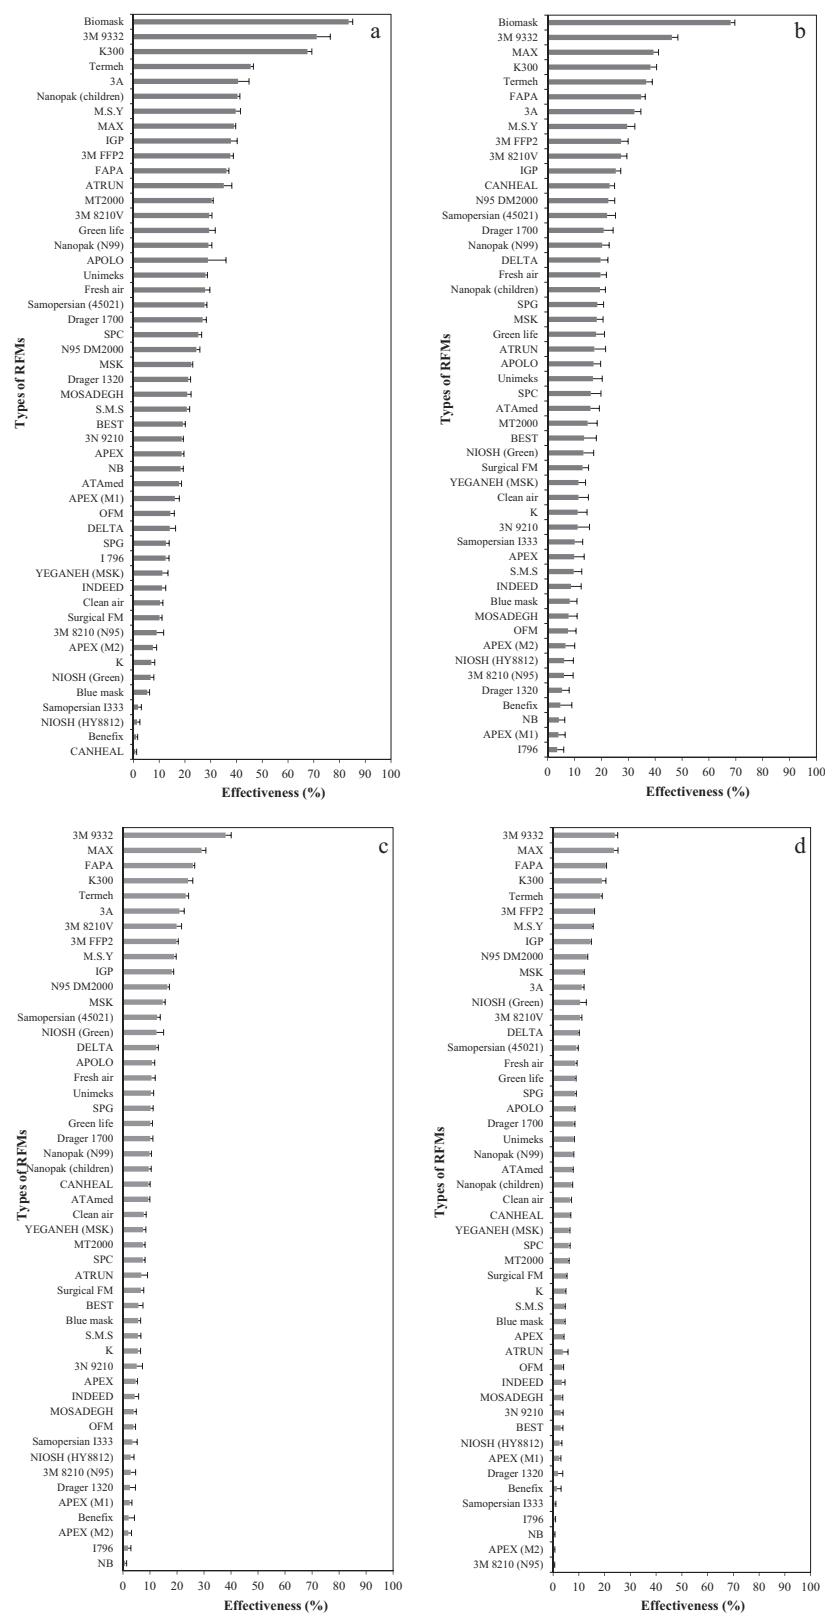 a
Types of RFMs
Biomask
3M 9332
K300
Termeh
3A
Nanopak (children)
M.S.Y
MAX
IGP
3M FFP2
FAPA
ATRUN
MT2000
3M 8210V
Green life
Nanopak (N99)
APOLO
Unimeks
Fresh air
Samopersian (45021)
Drager 1700
SPC
N95 DM2000
MSK
Drager 1320
MOSADEGH
S.M.S
BEST
3N 9210
APEX
NB
ATAmed
APEX (M1)
OFM
DELTA
SPG
I 796
YEGANEH (MSK)
INDEED
Clean air
Surgical FM
3M 8210 (N95)
APEX (M2)
K
NIOSH (Green)
Blue mask
Samopersian I333
NIOSH (HY8812)
Benefix
CANHEAL
0 10 20 30 40 50 60 70 80 90 100
Effectiveness (%)
b
Types of RFMs
Biomask
3M 9332
MAX
K300
Termeh
FAPA
3A
M.S.Y
3M FFP2
3M 8210V
IGP
CANHEAL
N95 DM2000
Samopersian (45021)
Drager 1700
Nanopak (N99)
DELTA
Fresh air
Nanopak (children)
SPG
MSK
Green life
ATRUN
APOLO
Unimeks
SPC
ATAmed
MT2000
BEST
NIOSH (Green)
Surgical FM
YEGANEH (MSK)
Clean air
K
3N 9210
Samopersian I333
APEX
S.M.S
INDEED
Blue mask
MOSADEGH
OFM
APEX (M2)
NIOSH (HY8812)
3M 8210 (N95)
Drager 1320
Benefix
NB
APEX (M1)
I796
0 10 20 30 40 50 60 70 80 90 100
Effectiveness (%)
c
Types of RFMs
3M 9332
MAX
FAPA
K300
Termeh
3A
3M 8210V
3M FFP2
M.S.Y
IGP
N95 DM2000
MSK
Samopersian (45021)
NIOSH (Green)
DELTA
APOLO
Fresh air
Unimeks
SPG
Green life
Drager 1700
Nanopak (N99)
Nanopak (children)
CANHEAL
ATAmed
Clean air
YEGANEH (MSK)
MT2000
SPC
ATRUN
Surgical FM
BEST
Blue mask
S.M.S
K
3N 9210
APEX
INDEED
MOSADEGH
OFM
Samopersian I333
NIOSH (HY8812)
3M 8210 (N95)
Drager 1320
APEX (M1)
Benefix
APEX (M2)
I796
NB
0 10 20 30 40 50 60 70 80 90 100
Effectiveness (%)
d
Types of RFMs
3M 9332
MAX
FAPA
K300
Termeh
3M FFP2
M.S.Y
IGP
N95 DM2000
MSK
3A
NIOSH (Green)
3M 8210V
DELTA
Samopersian (45021)
Fresh air
Green life
SPG
APOLO
Drager 1700
Unimeks
Nanopak (N99)
ATAmed
Nanopak (children)
Clean air
CANHEAL
YEGANEH (MSK)
SPC
MT2000
Surgical FM
K
S.M.S
Blue mask
APEX
ATRUN
OFM
INDEED
MOSADEGH
3N 9210
BEST
NIOSH (HY8812)
APEX (M1)
Drager 1320
Benefix
Samopersian I333
I796
NB
APEX (M2)
3M 8210 (N95)
0 10 20 30 40 50 60 70 80 90 100
Effectiveness (%)